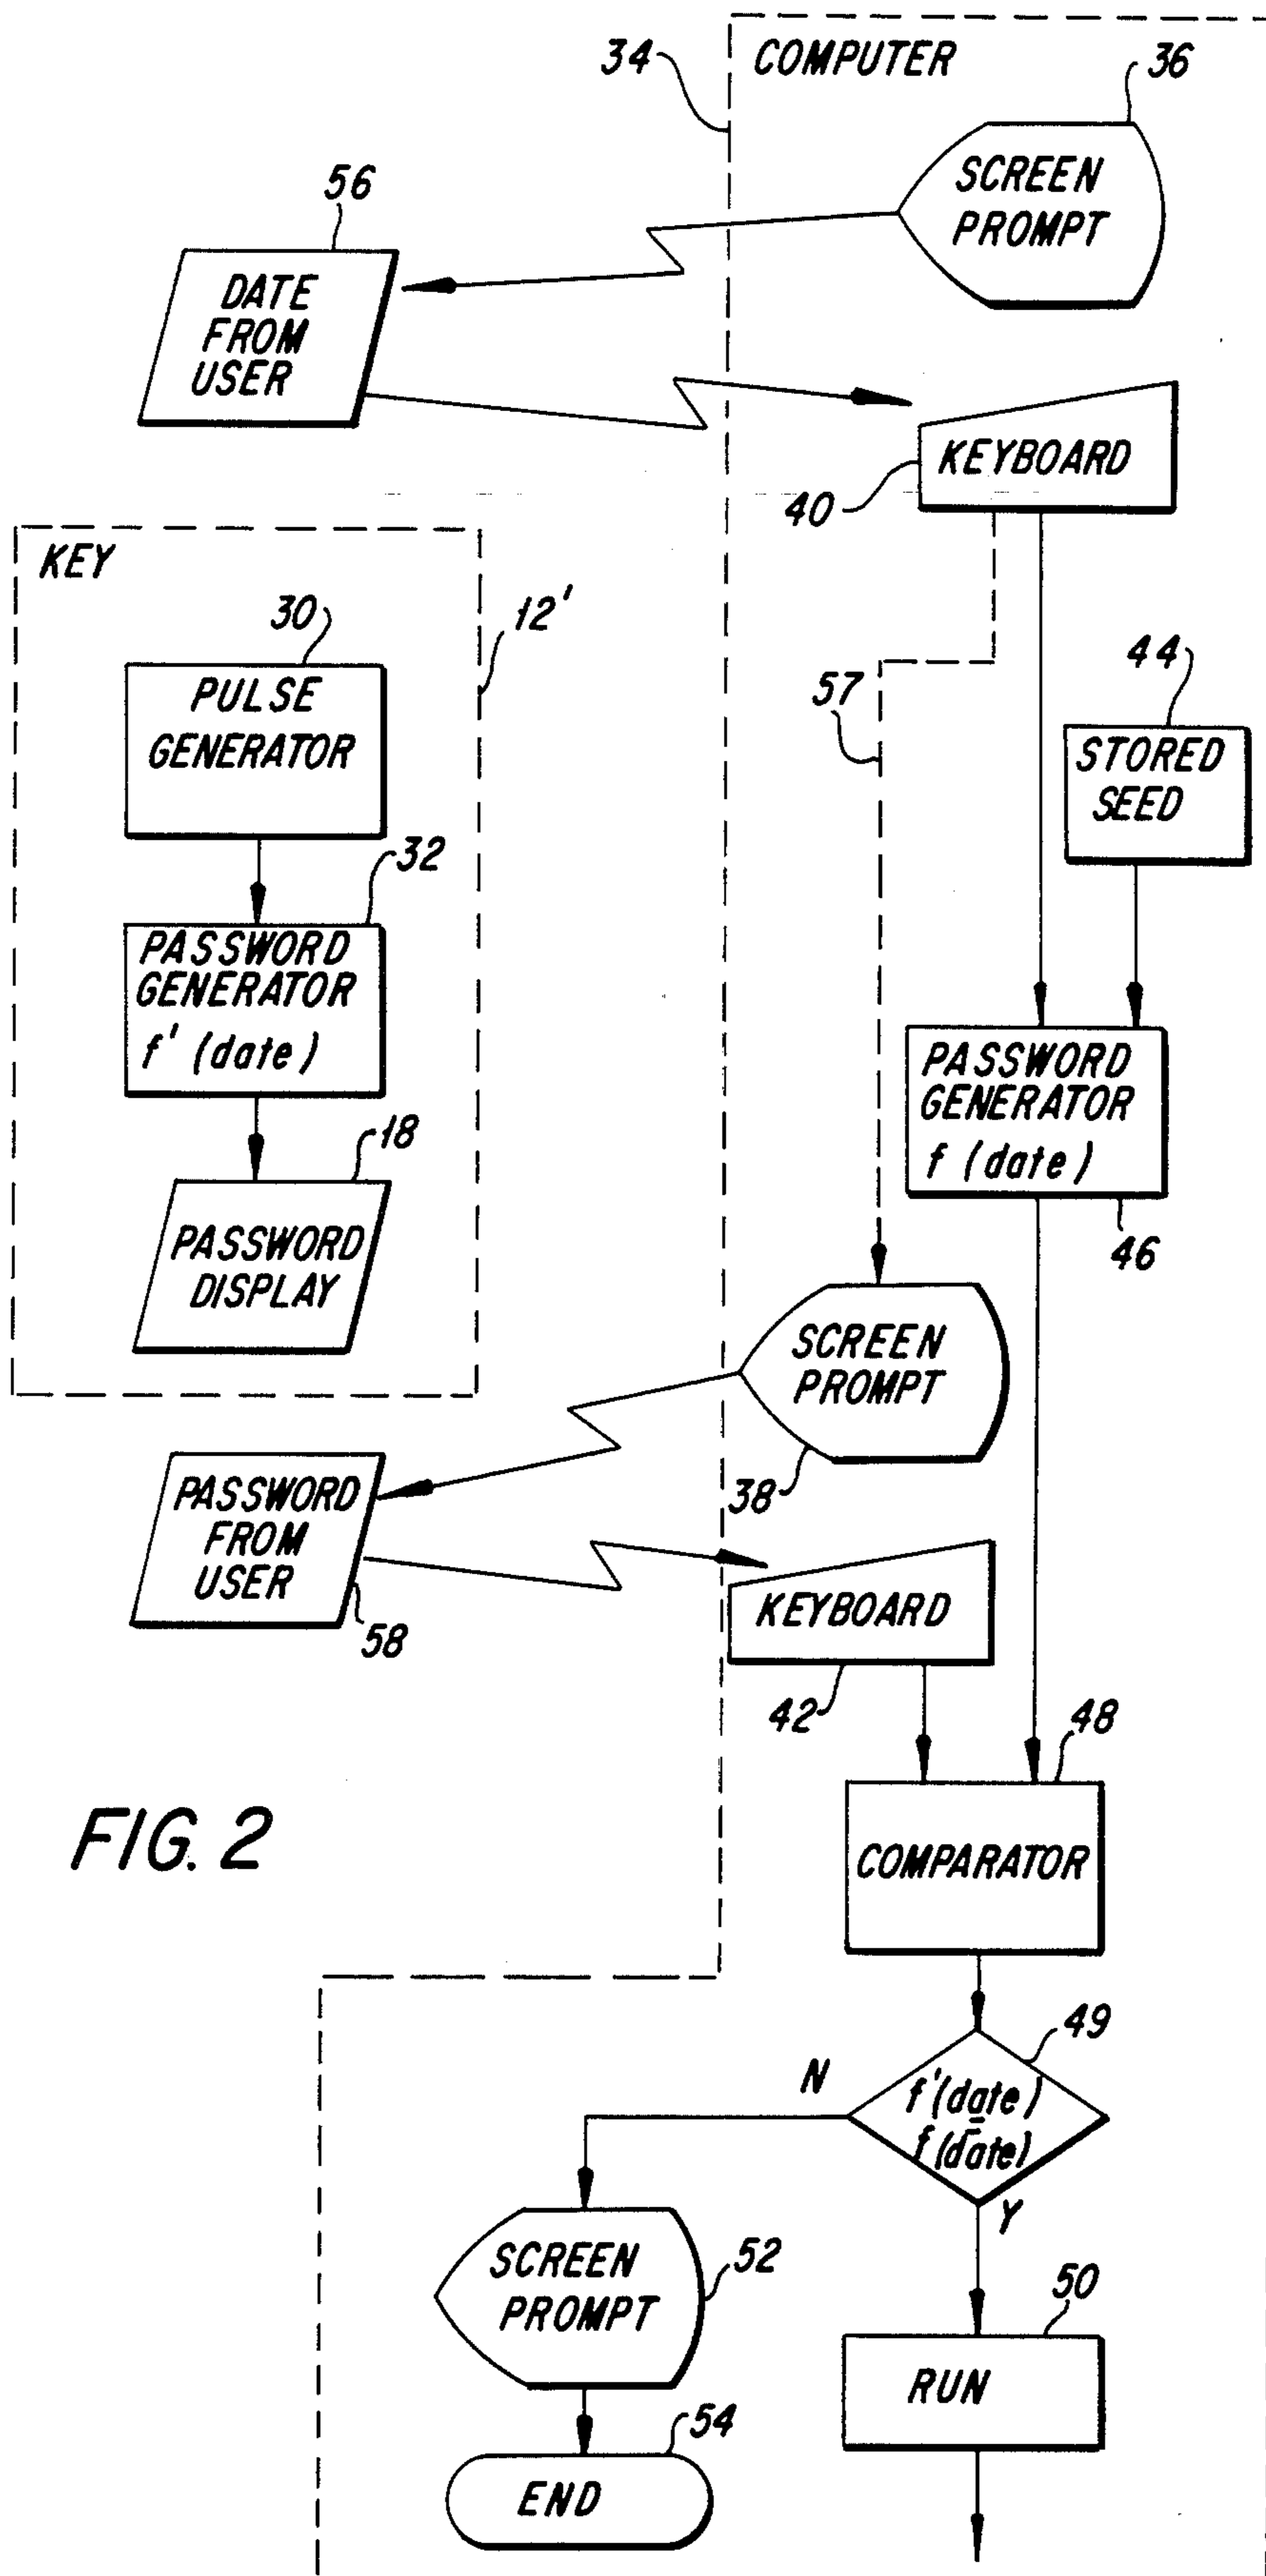 34
COMPUTER
36
SCREEN
PROMPT
56
DATE
FROM
USER
KEYBOARD
40
KEY
12'
30
PULSE
GENERATOR
57
44
STORED
SEED
32
PASSWORD
GENERATOR
f' (date)
PASSWORD
GENERATOR
f (date)
46
18
PASSWORD
DISPLAY
SCREEN
PROMPT
38
PASSWORD
FROM
USER
58
KEYBOARD
42
48
COMPARATOR
FIG. 2
49
N
f'(date)
=
f(date)
Y
SCREEN
PROMPT
52
50
RUN
54
END